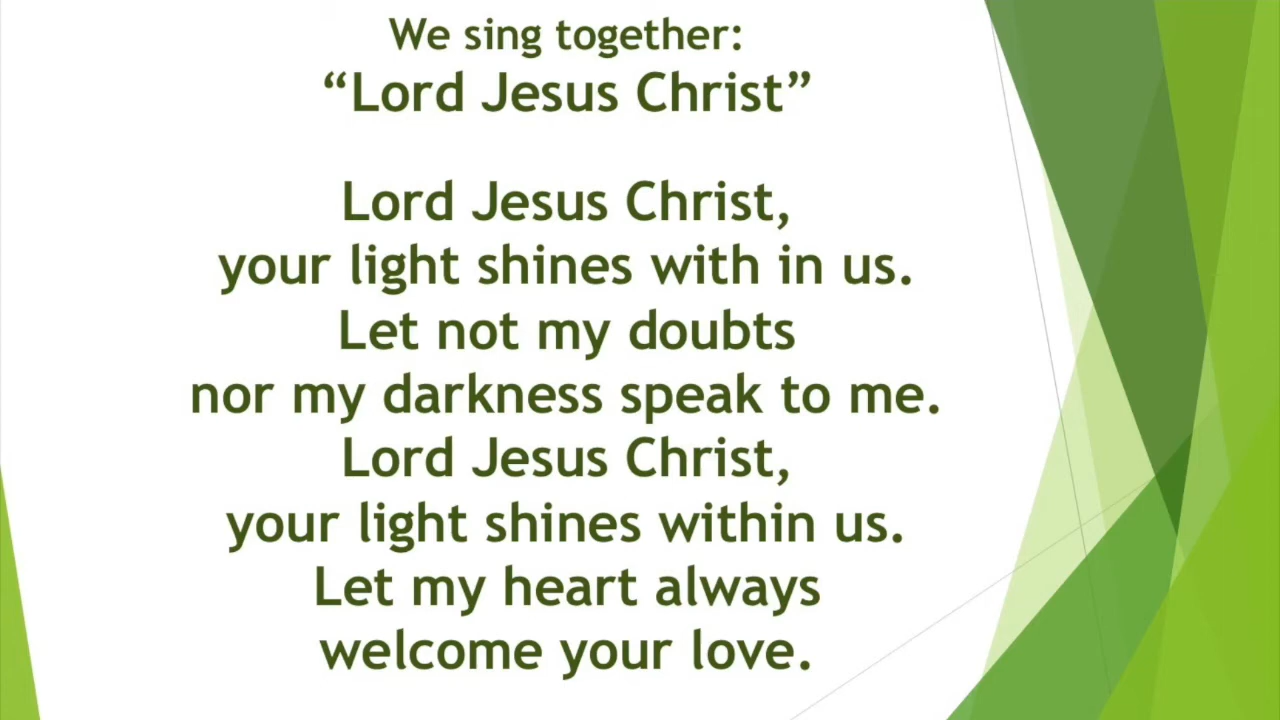 We sing together:
“Lord Jesus Christ”
Lord Jesus Christ,
your light shines with in us.
Let not my doubts
nor my darkness speak to me.
Lord Jesus Christ,
your light shines within us.
Let my heart always
welcome your love.